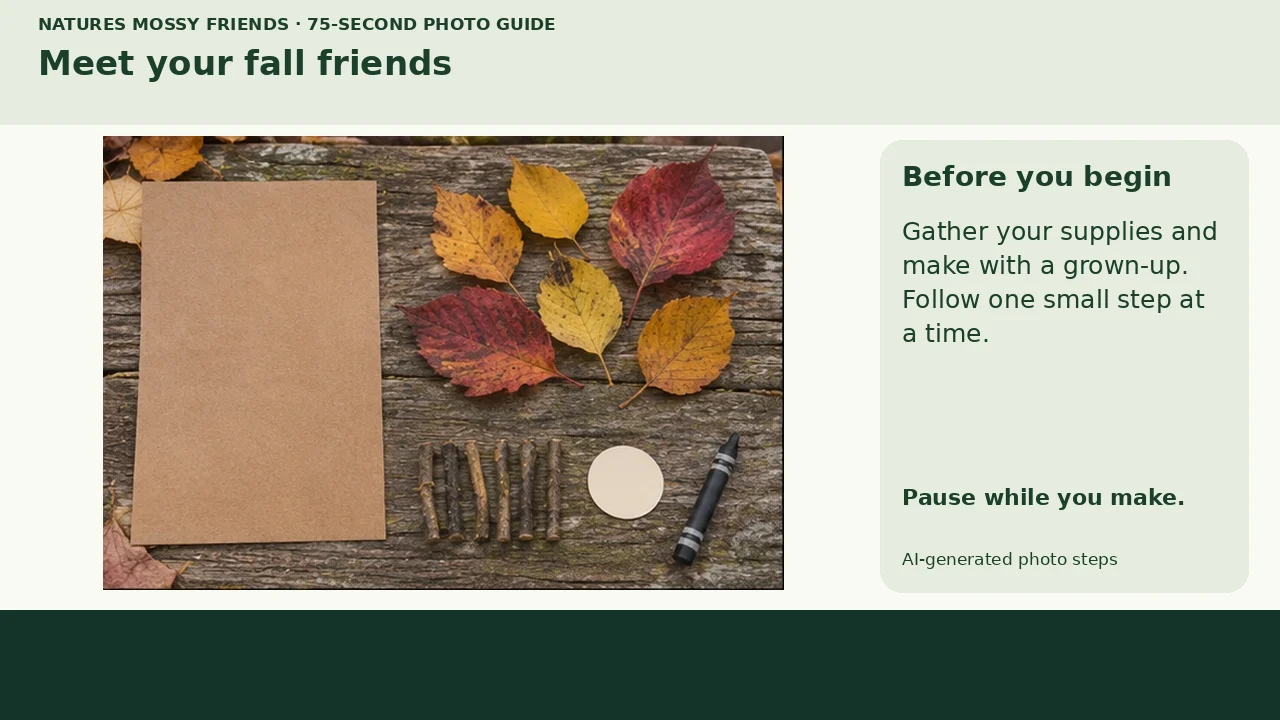 NATURES MOSSY FRIENDS · 75-SECOND PHOTO GUIDE
Meet your fall friends
Before you begin
Gather your supplies and
make with a grown-up.
Follow one small step at
a time.
Pause while you make.
AI-generated photo steps